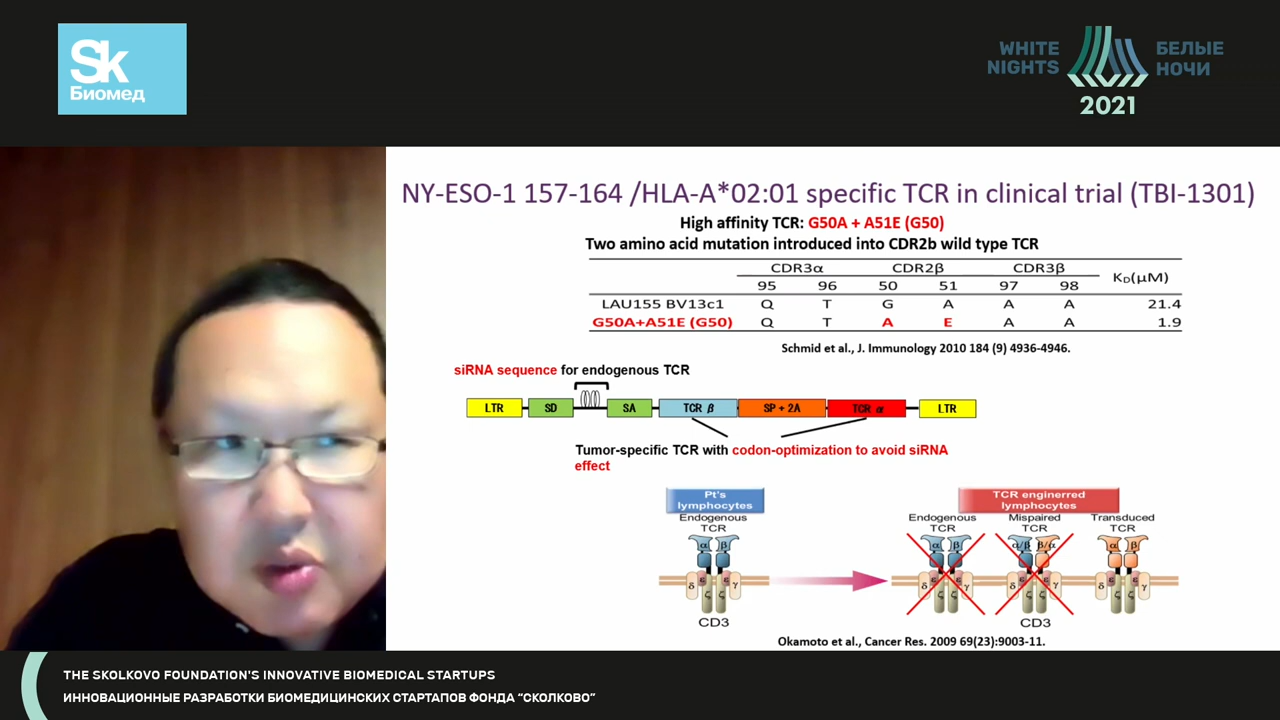 Sk
Биомед
WHITE NIGHTS
БЕЛЫЕ НОЧИ
2021
NY-ESO-1 157-164 /HLA-A*02:01 specific TCR in clinical trial (TBI-1301)
High affinity TCR: G50A + A51E (G50)
Two amino acid mutation introduced into CDR2b wild type TCR
CDR3α CDR2β CDR3β K_D(μM)
95 96 50 51 97 98
LAU155 BV13c1 Q T G A A A 21.4
G50A+A51E (G50) Q T A E A A 1.9
Schmid et al., J. Immunology 2010 184 (9) 4936-4946.
siRNA sequence for endogenous TCR
LTR SD SA TCR β SP + 2A TCR α LTR
Tumor-specific TCR with codon-optimization to avoid siRNA
effect
Pt's
lymphocytes
Endogenous
TCR
α β
δ ε ε γ
ζ ζ
CD3
TCR enginerred
lymphocytes
Endogenous
TCR
Mispaired
TCR
Transduced
TCR
α β α/β β/α α β
δ ε γ δ ε γ δ ε ε γ
ζ ζ ζ ζ ζ ζ
CD3
Okamoto et al., Cancer Res. 2009 69(23):9003-11.
THE SKOLKOVO FOUNDATION'S INNOVATIVE BIOMEDICAL STARTUPS
ИННОВАЦИОННЫЕ РАЗРАБОТКИ БИОМЕДИЦИНСКИХ СТАРТАПОВ ФОНДА "СКОЛКОВО"